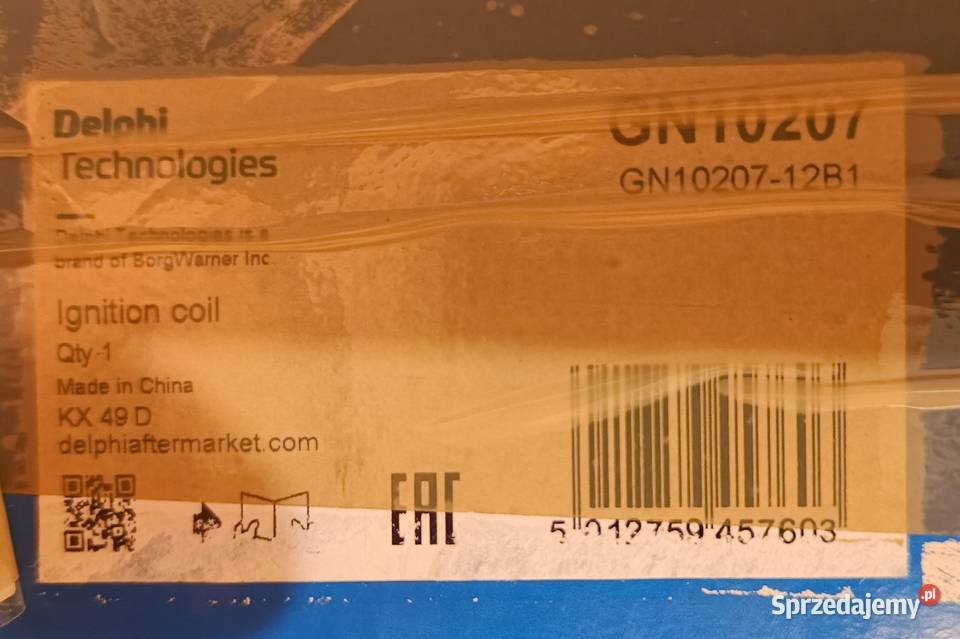 Delphi
Technologies
GN10207
GN10207-12B1
Delphi Technologies is a
brand of BorgWarner Inc
Ignition coil
Qty 1
Made in China
KX 49 D
delphiaftermarket.com
EAC
5 012759 457603
Sprzedajemy.pl